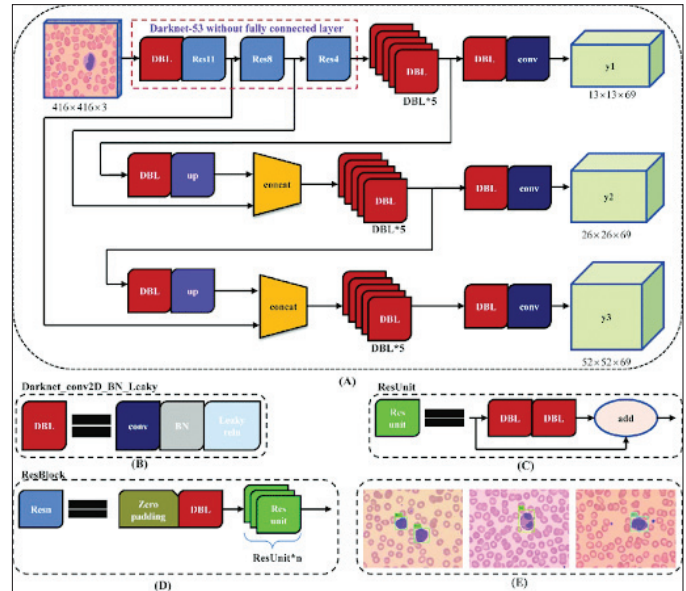 Darknet-53 without fully connected layer
DBL
Res11
Res8
Res4
DBL
DBL*5
DBL
conv
y1
416×416×3
13×13×69
DBL
up
concat
DBL
DBL*5
DBL
conv
y2
26×26×69
DBL
up
concat
DBL
DBL*5
DBL
conv
y3
52×52×69
(A)
Darknet_conv2D_BN_Leaky
DBL
conv
BN
Leaky
relu
(B)
ResUnit
Res
unit
DBL
DBL
add
(C)
ResBlock
Resn
Zero
padding
DBL
Res
unit
ResUnit*n
(D)
(E)